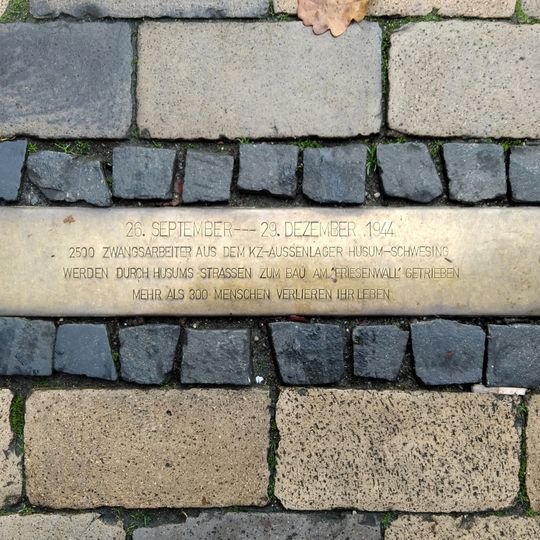 26. SEPTEMBER--- 29. DEZEMBER 1944
2500 ZWANGSARBEITER AUS DEM KZ-AUSSENLAGER HUSUM-SCHWESING
WERDEN DURCH HUSUMS STRASSEN ZUM BAU AM 'FRIESENWALL' GETRIEBEN
MEHR ALS 300 MENSCHEN VERLIEREN IHR LEBEN